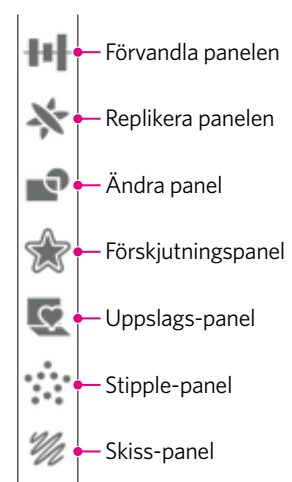 Förvandla panelen
Replikera panelen
Ändra panel
Förskjutningspanel
Uppslags-panel
Stipple-panel
Skiss-panel